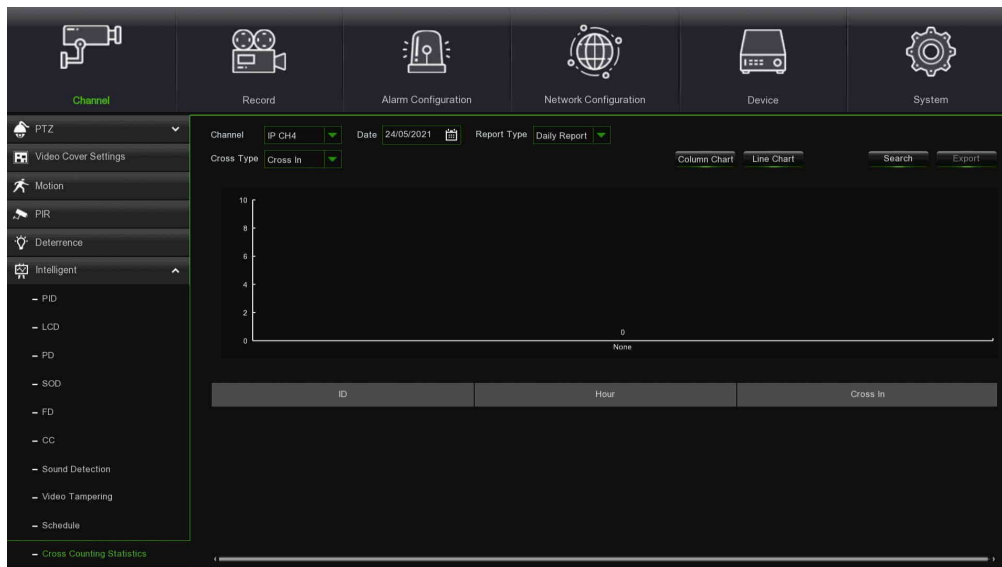 Channel
Record
Alarm Configuration
Network Configuration
Device
System
PTZ
Video Cover Settings
Motion
PIR
Deterrence
Intelligent
PID
LCD
PD
SOD
FD
CC
Sound Detection
Video Tampering
Schedule
Cross Counting Statistics
Channel IP CH4 Date 24/05/2021 Report Type Daily Report
Cross Type Cross In Column Chart Line Chart Search Export
10
8
6
4
2
0
0
None
ID Hour Cross In